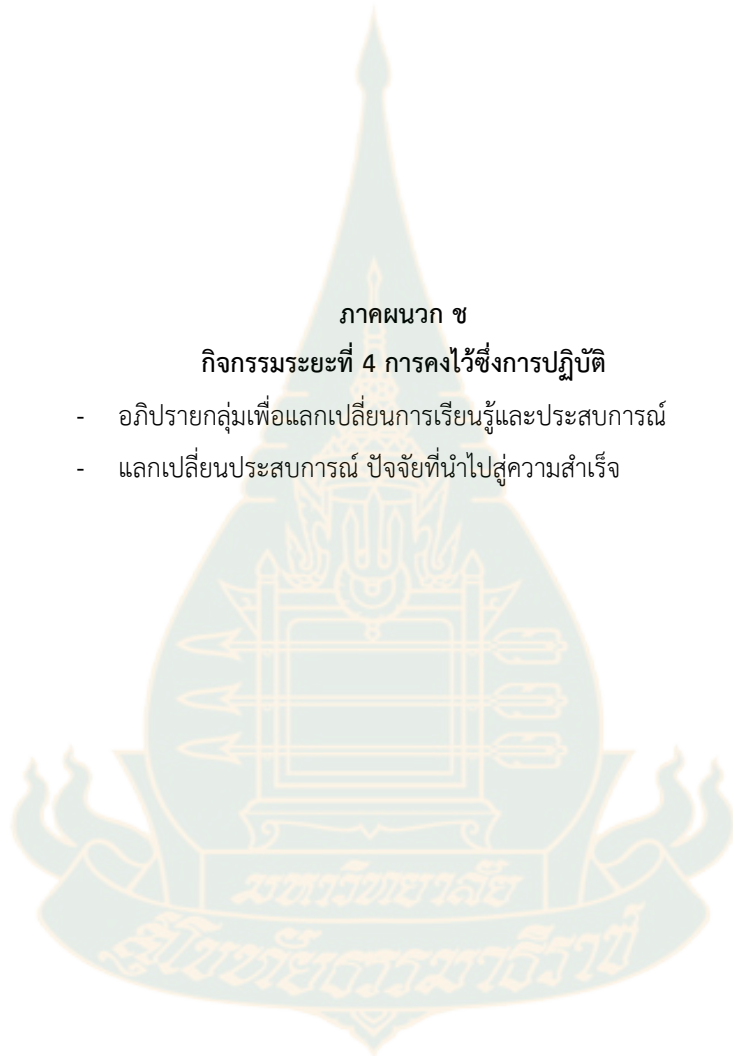 ภาคผนวก ช
กิจกรรมระยะที่ 4 การคงไว้ซึ่งการปฏิบัติ
- อภิปรายกลุ่มเพื่อแลกเปลี่ยนการเรียนรู้และประสบการณ์
- แลกเปลี่ยนประสบการณ์ ปัจจัยที่นำไปสู่ความสำเร็จ
มหาวิทยาลัย
สุโขทัยธรรมาธิราช